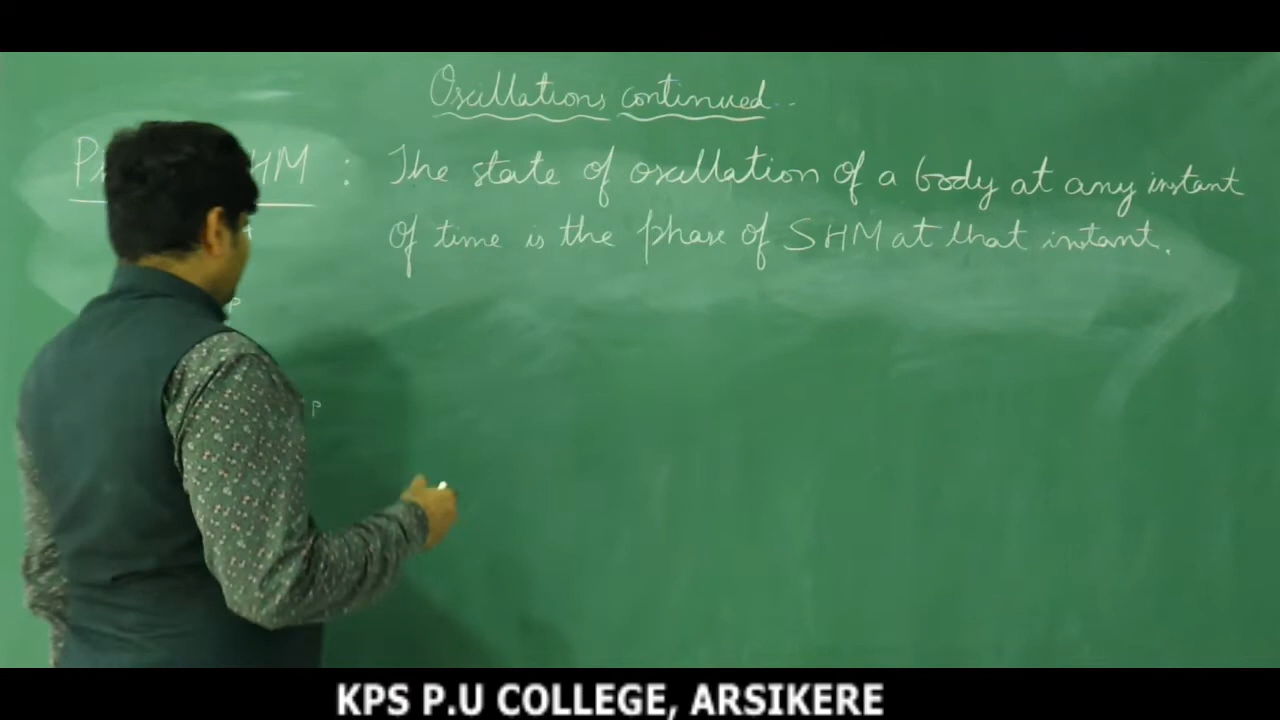 Oscillations continued..
HM : The state of oscillation of a body at any instant
of time is the phase of SHM at that instant.
P
P
KPS P.U COLLEGE, ARSIKERE